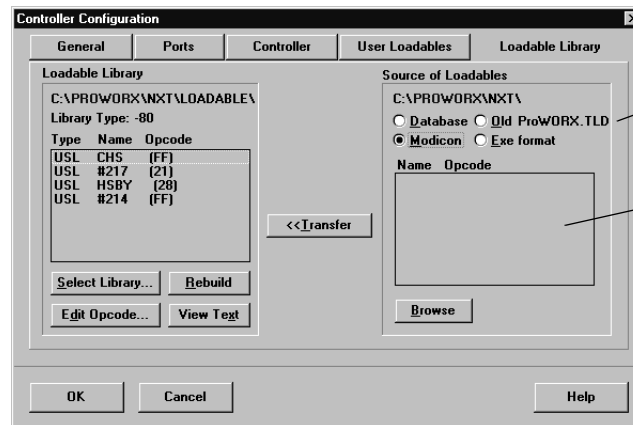 Controller Configuration
General Ports Controller User Loadables Loadable Library
Loadable Library
C:\PROWORX\NXT\LOADABLE\
Library Type: -80
Type Name Opcode
USL CHS (FF)
USL #217 (21)
USL HSBY (28)
USL #214 (FF)
Select Library... Rebuild
Edit Opcode... View Text
<<Transfer
Source of Loadables
C:\PROWORX\NXT\
Database Old ProWORX.TLD
Modicon Exe format
Name Opcode
Browse
OK Cancel Help